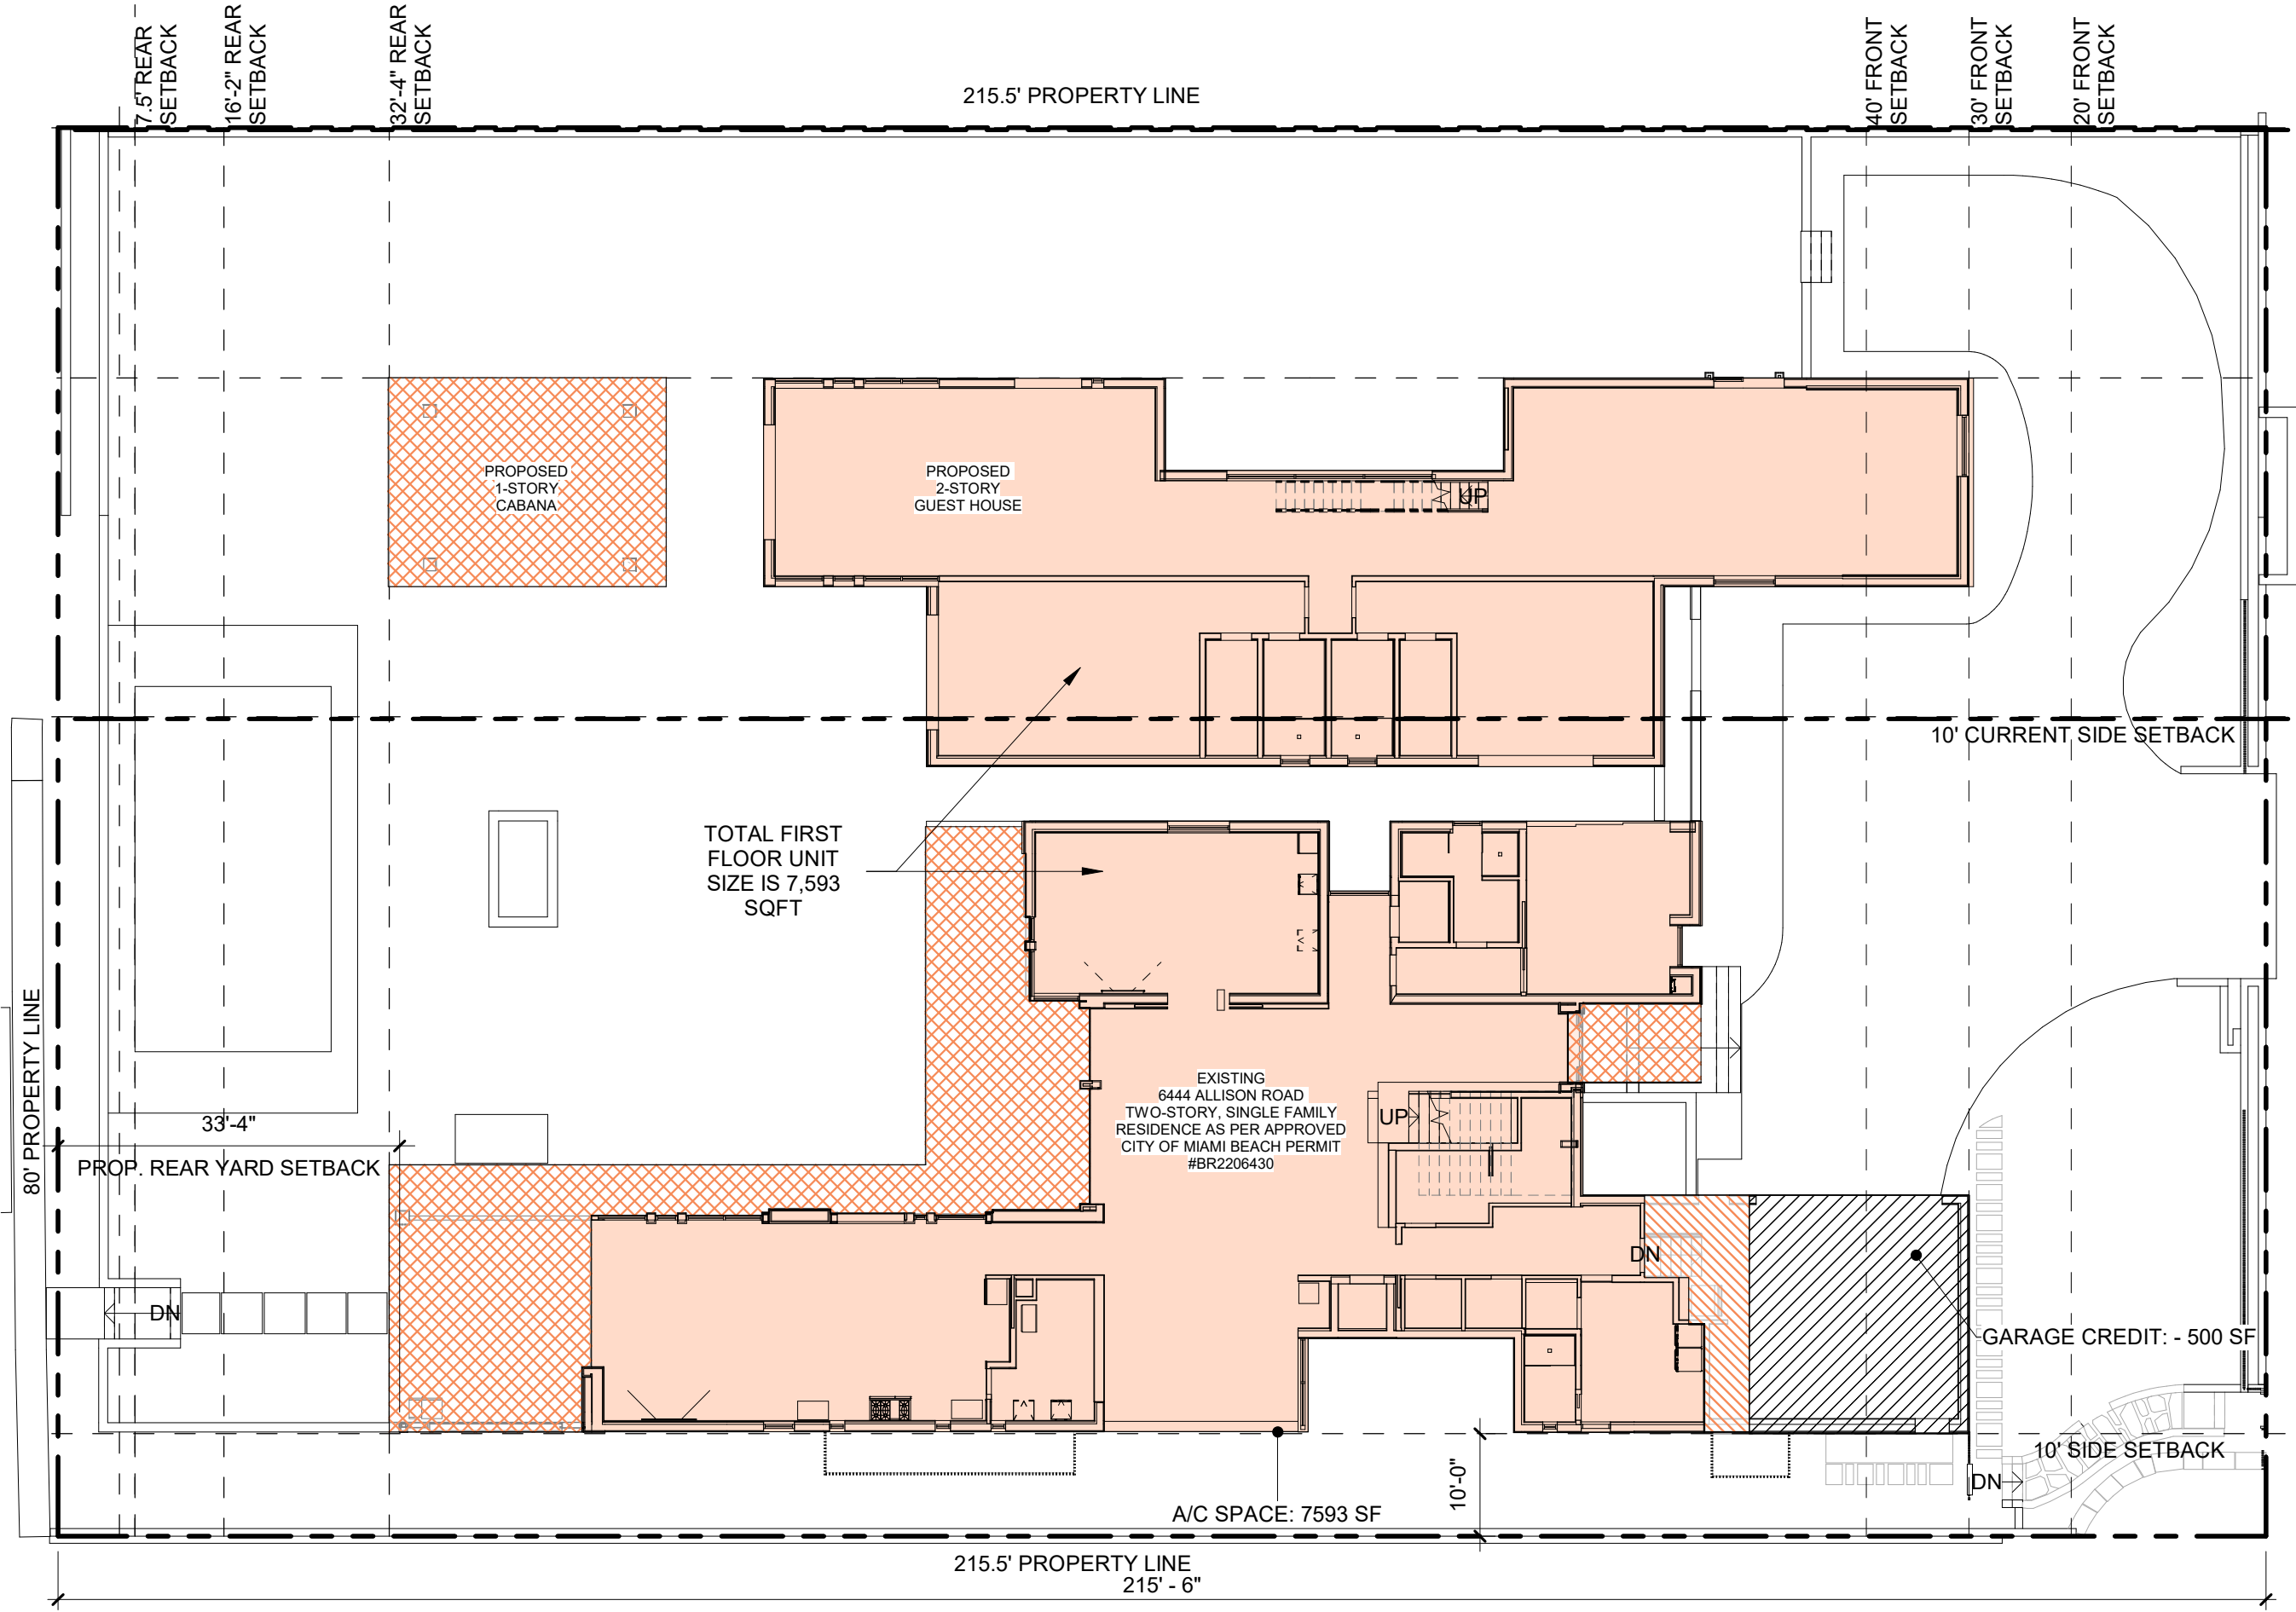 7.5' REAR
SETBACK
16'-2" REAR
SETBACK
32'-4" REAR
SETBACK
215.5' PROPERTY LINE
40' FRONT
SETBACK
30' FRONT
SETBACK
20' FRONT
SETBACK
PROPOSED
1-STORY
CABANA
PROPOSED
2-STORY
GUEST HOUSE
UP
10' CURRENT SIDE SETBACK
TOTAL FIRST
FLOOR UNIT
SIZE IS 7,593
SQFT
80' PROPERTY LINE
33'-4"
PROP. REAR YARD SETBACK
EXISTING
6444 ALLISON ROAD
TWO-STORY, SINGLE FAMILY
RESIDENCE AS PER APPROVED
CITY OF MIAMI BEACH PERMIT
#BR2206430
UP
DN
DN
GARAGE CREDIT: - 500 SF
10' SIDE SETBACK
DN
10'-0"
A/C SPACE: 7593 SF
215.5' PROPERTY LINE
215' - 6"